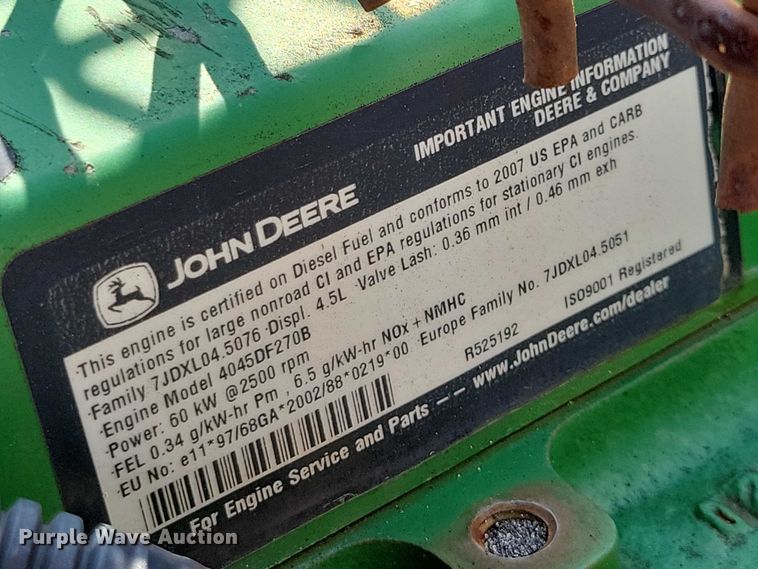 IMPORTANT ENGINE INFORMATION
DEERE & COMPANY
JOHN DEERE
·This engine is certified on Diesel Fuel and conforms to 2007 US EPA and CARB
regulations for large nonroad CI and EPA regulations for stationary CI engines.
·Family 7JDXL04.5076 ·Displ. 4.5L ·Valve Lash: 0.36 mm int / 0.46 mm exh
·Engine Model 4045DF270B
·Power: 60 kW @2500 rpm
·FEL 0.34 g/kW-hr Pm , 6.5 g/kW-hr NOX + NMHC
·EU No: e11*97/68GA*2002/88*0219*00 ·Europe Family No. 7JDXL04.5051
R525192
ISO9001 Registered
For Engine Service and Parts -- www.JohnDeere.com/dealer
Purple Wave Auction